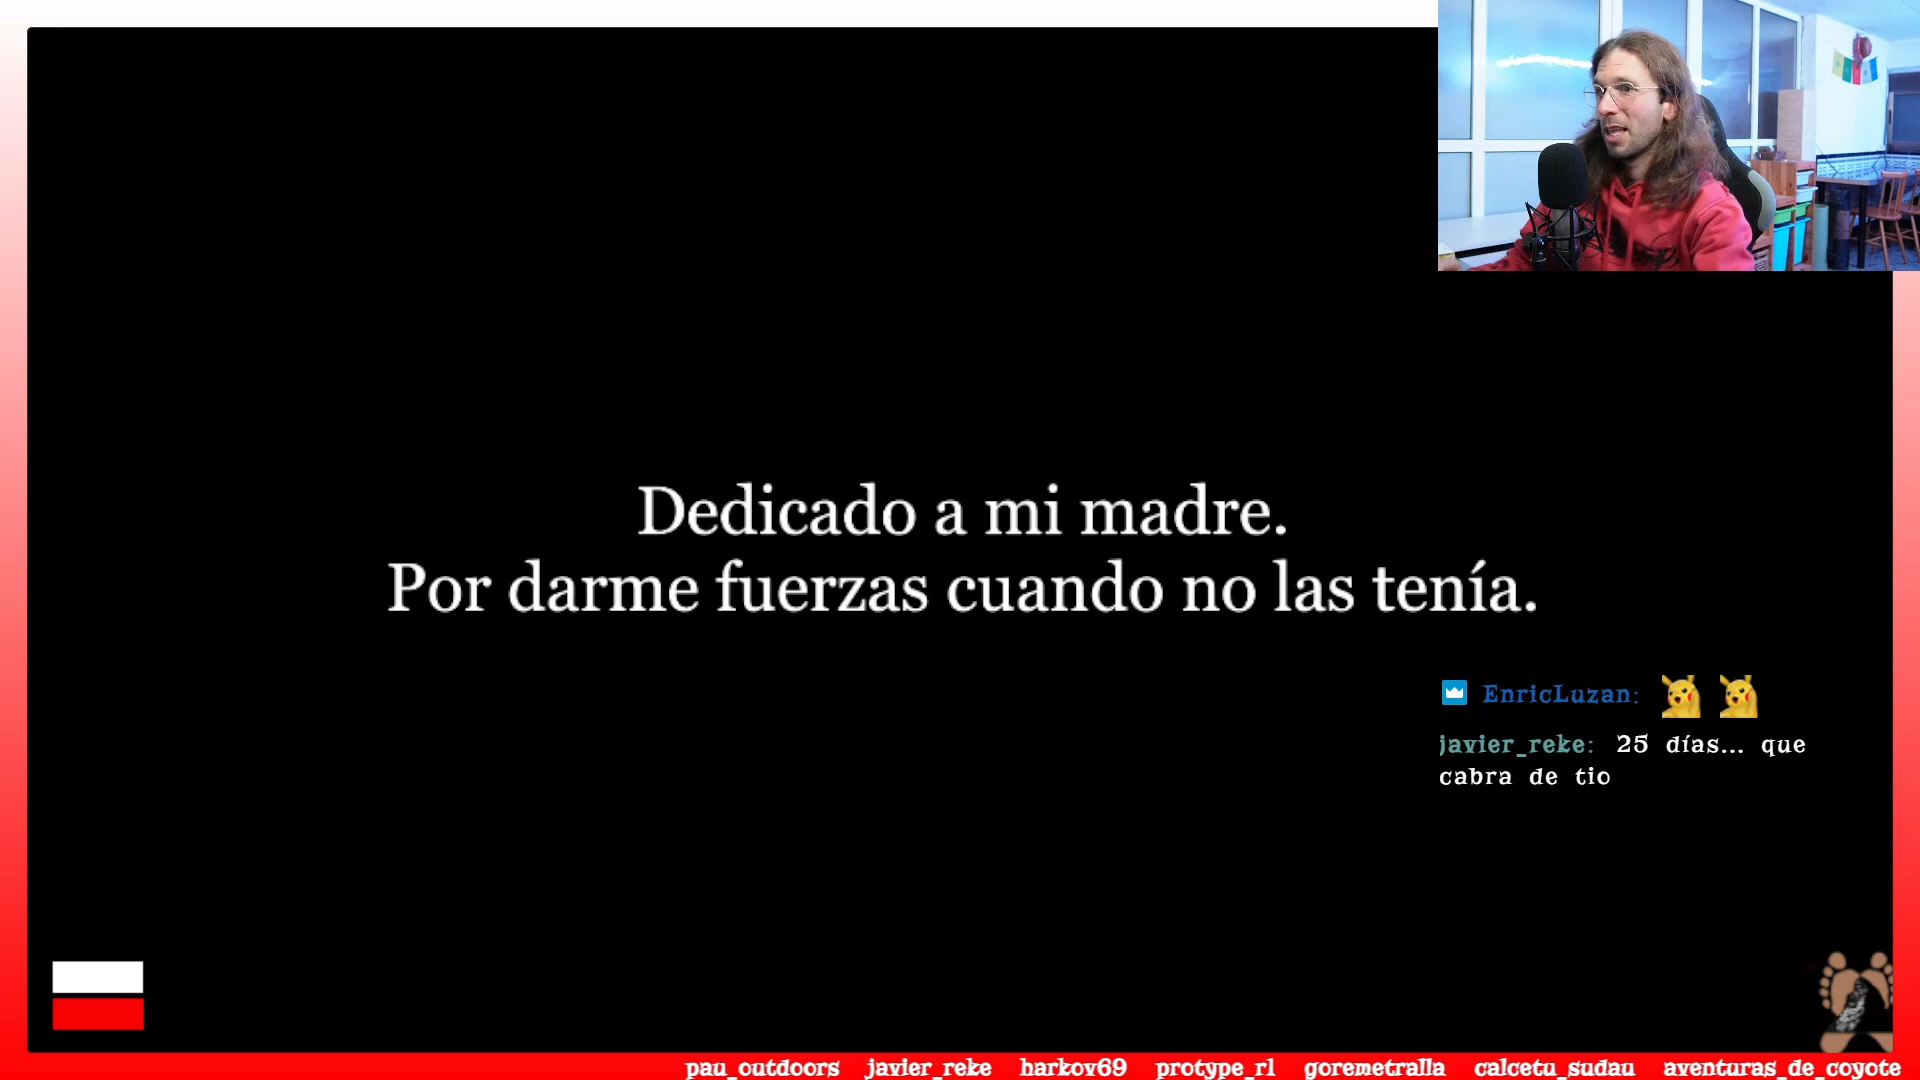 Dedicado a mi madre.
Por darme fuerzas cuando no las tenía.
EnricLuzan:
javier_reke: 25 días... que
cabra de tio
pau_outdoors javier_reke harkov69 protype_rl goremetralla calcetu_sudau aventuras_de_coyote